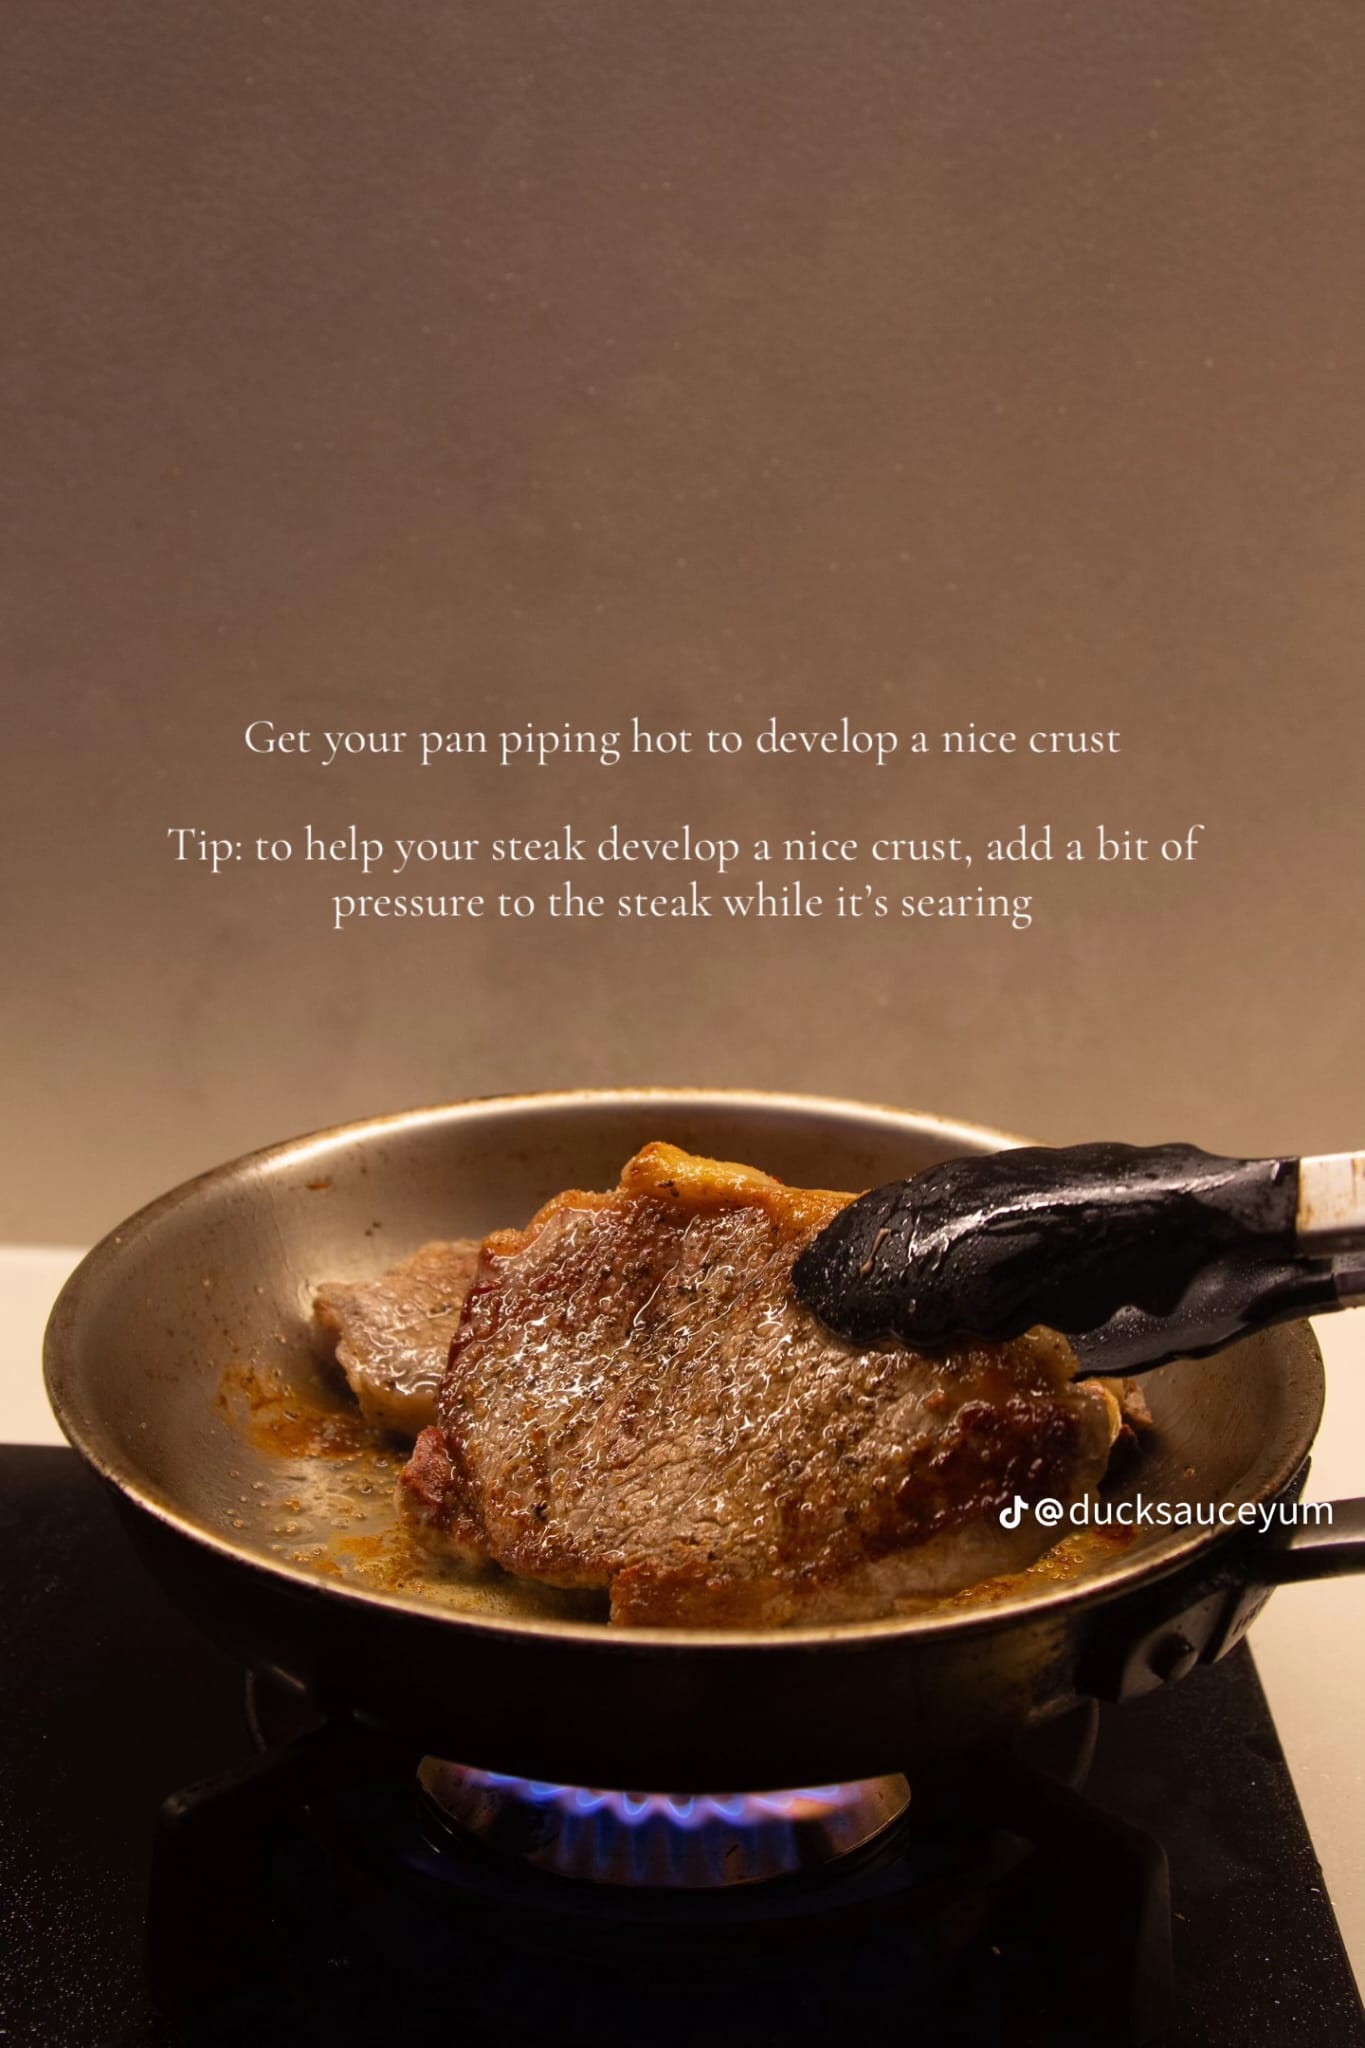 Get your pan piping hot to develop a nice crust
Tip: to help your steak develop a nice crust, add a bit of
pressure to the steak while it’s searing
@ducksauceyum